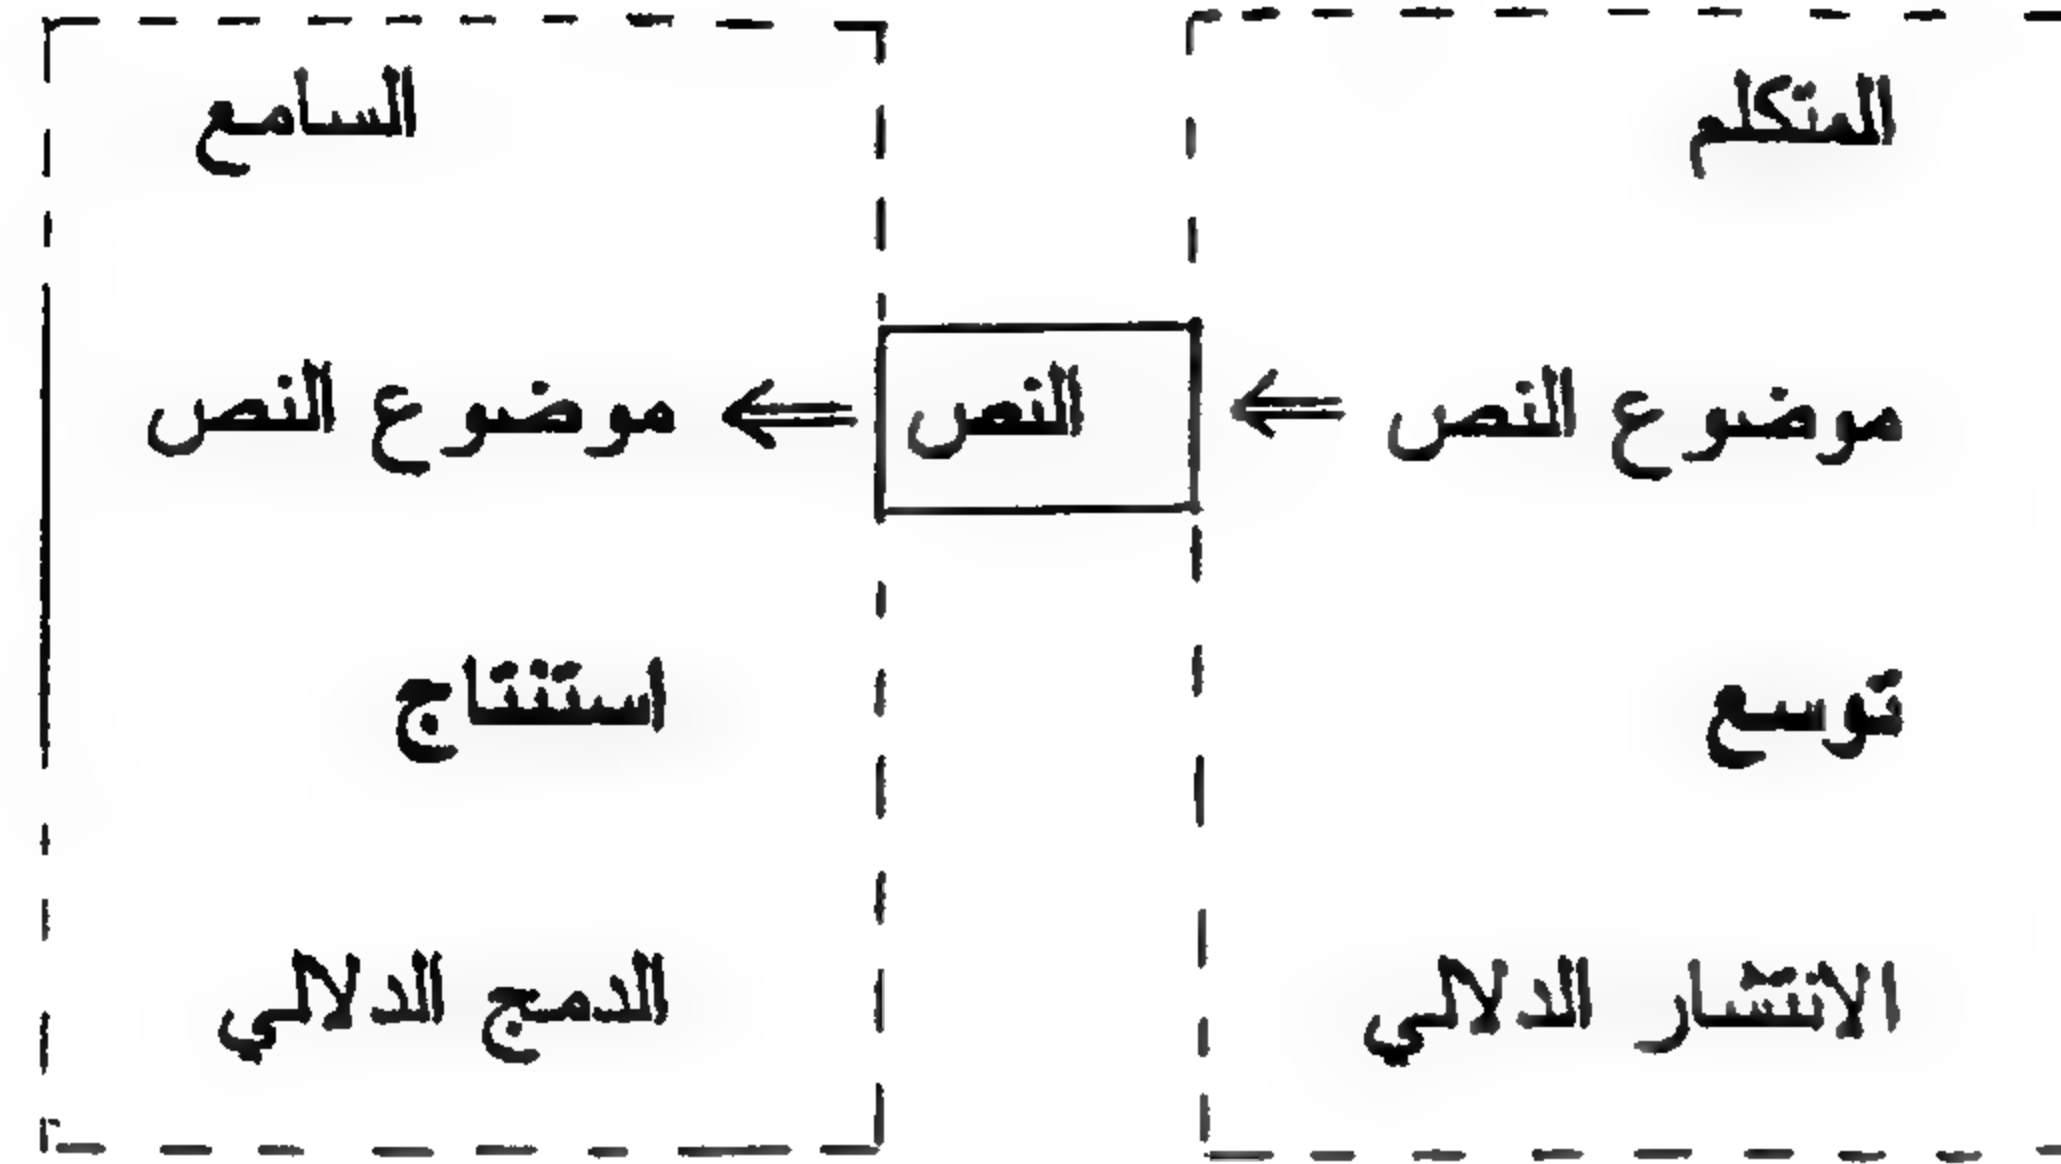 المتكلم
السامع
موضوع النص ⇐ النص ⇐ موضوع النص
توسع
استنتاج
الانتشار الدلالي
الدمج الدلالي